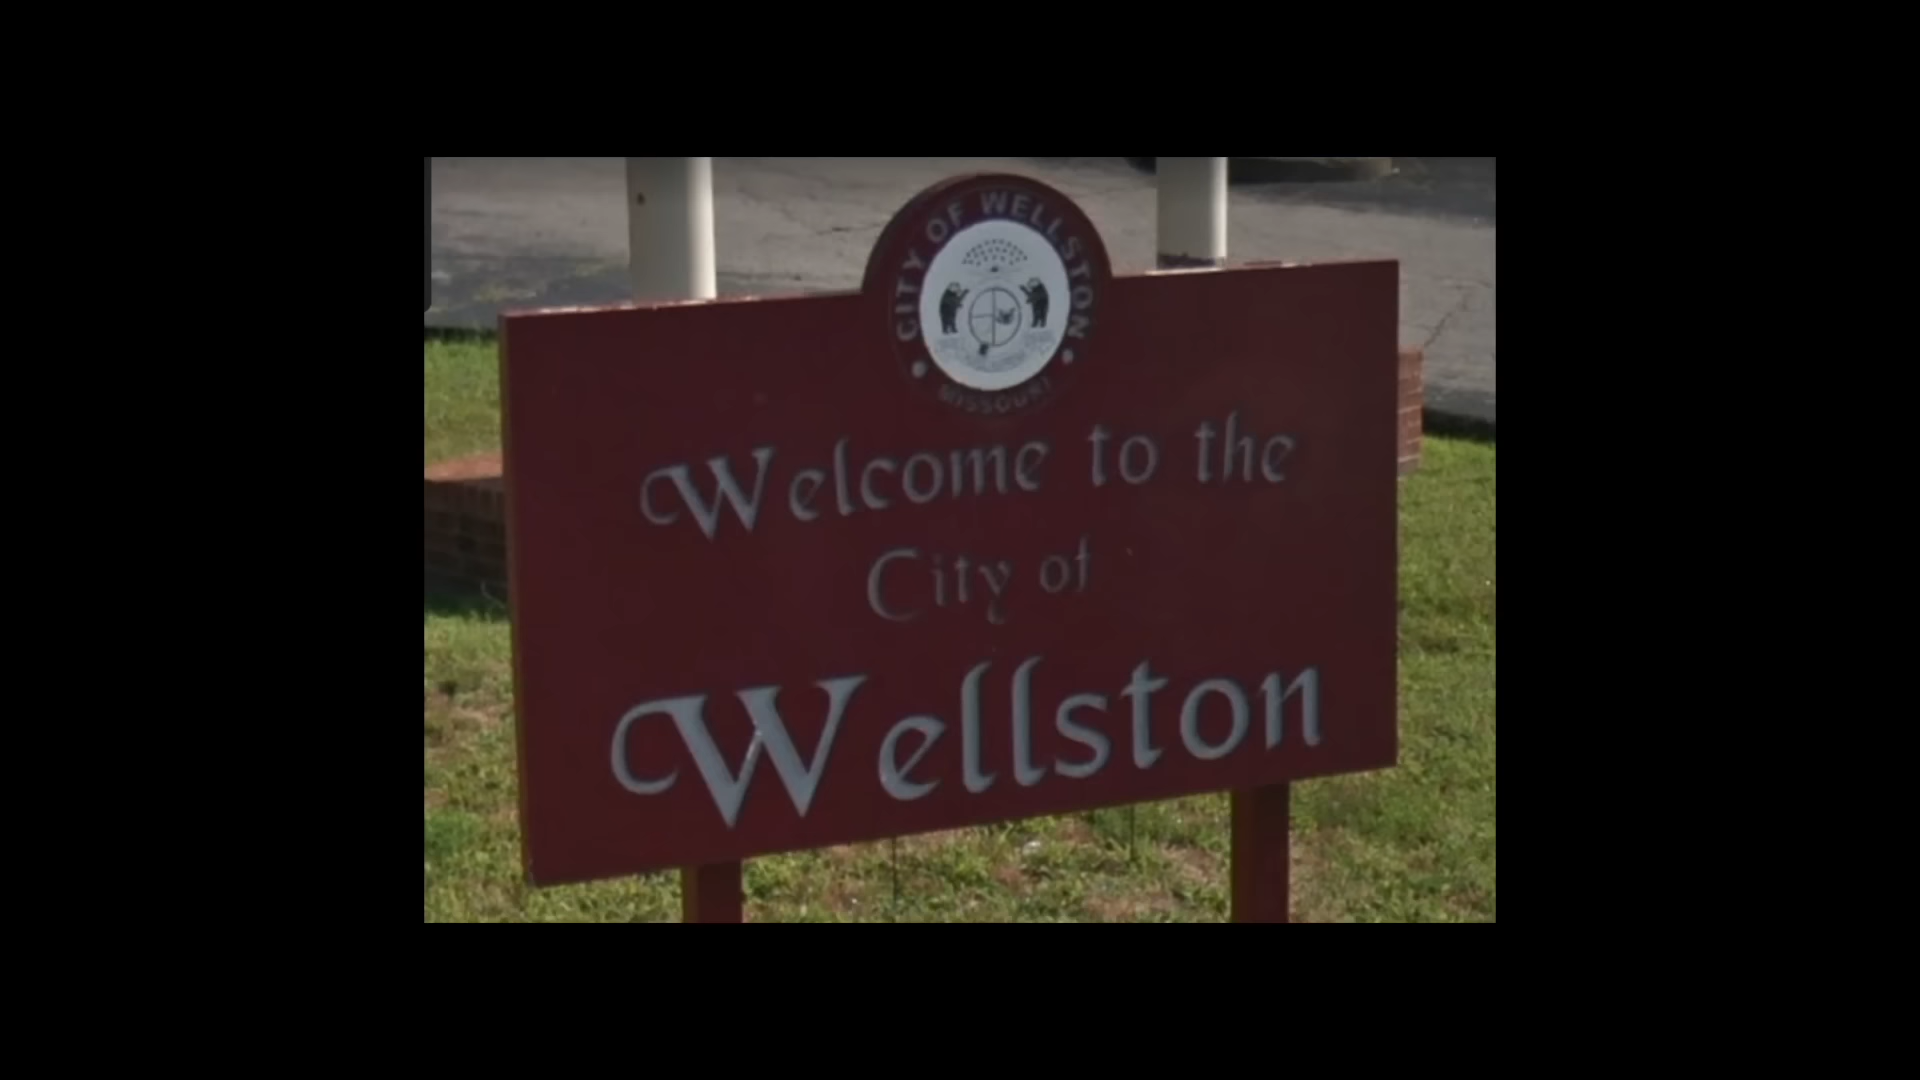 CITY OF WELLSTON
MISSOURI
Welcome to the
City of
Wellston